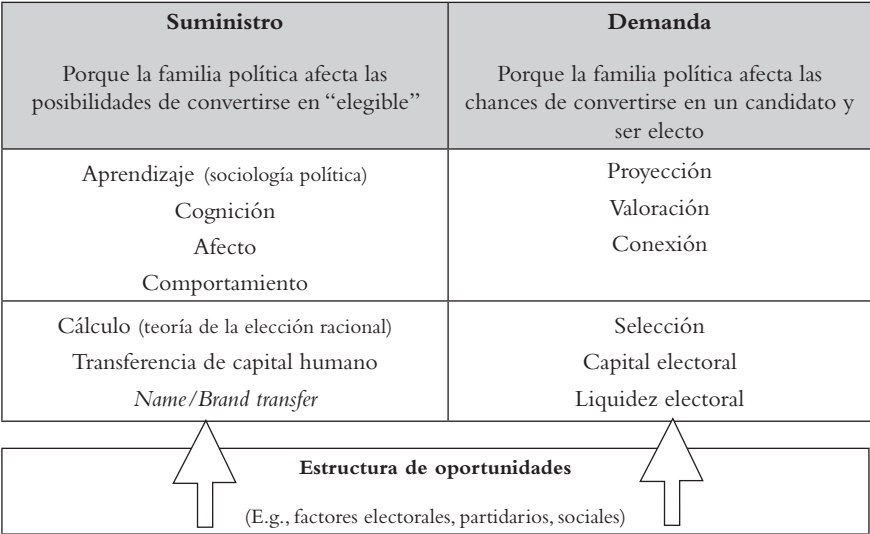 Suministro
Porque la familia política afecta las
posibilidades de convertirse en “elegible”
Demanda
Porque la familia política afecta las
chances de convertirse en un candidato y
ser electo
Aprendizaje (sociología política)
Cognición
Afecto
Comportamiento
Proyección
Valoración
Conexión
Cálculo (teoría de la elección racional)
Transferencia de capital humano
Name/Brand transfer
Selección
Capital electoral
Liquidez electoral
Estructura de oportunidades
(E.g., factores electorales, partidarios, sociales)